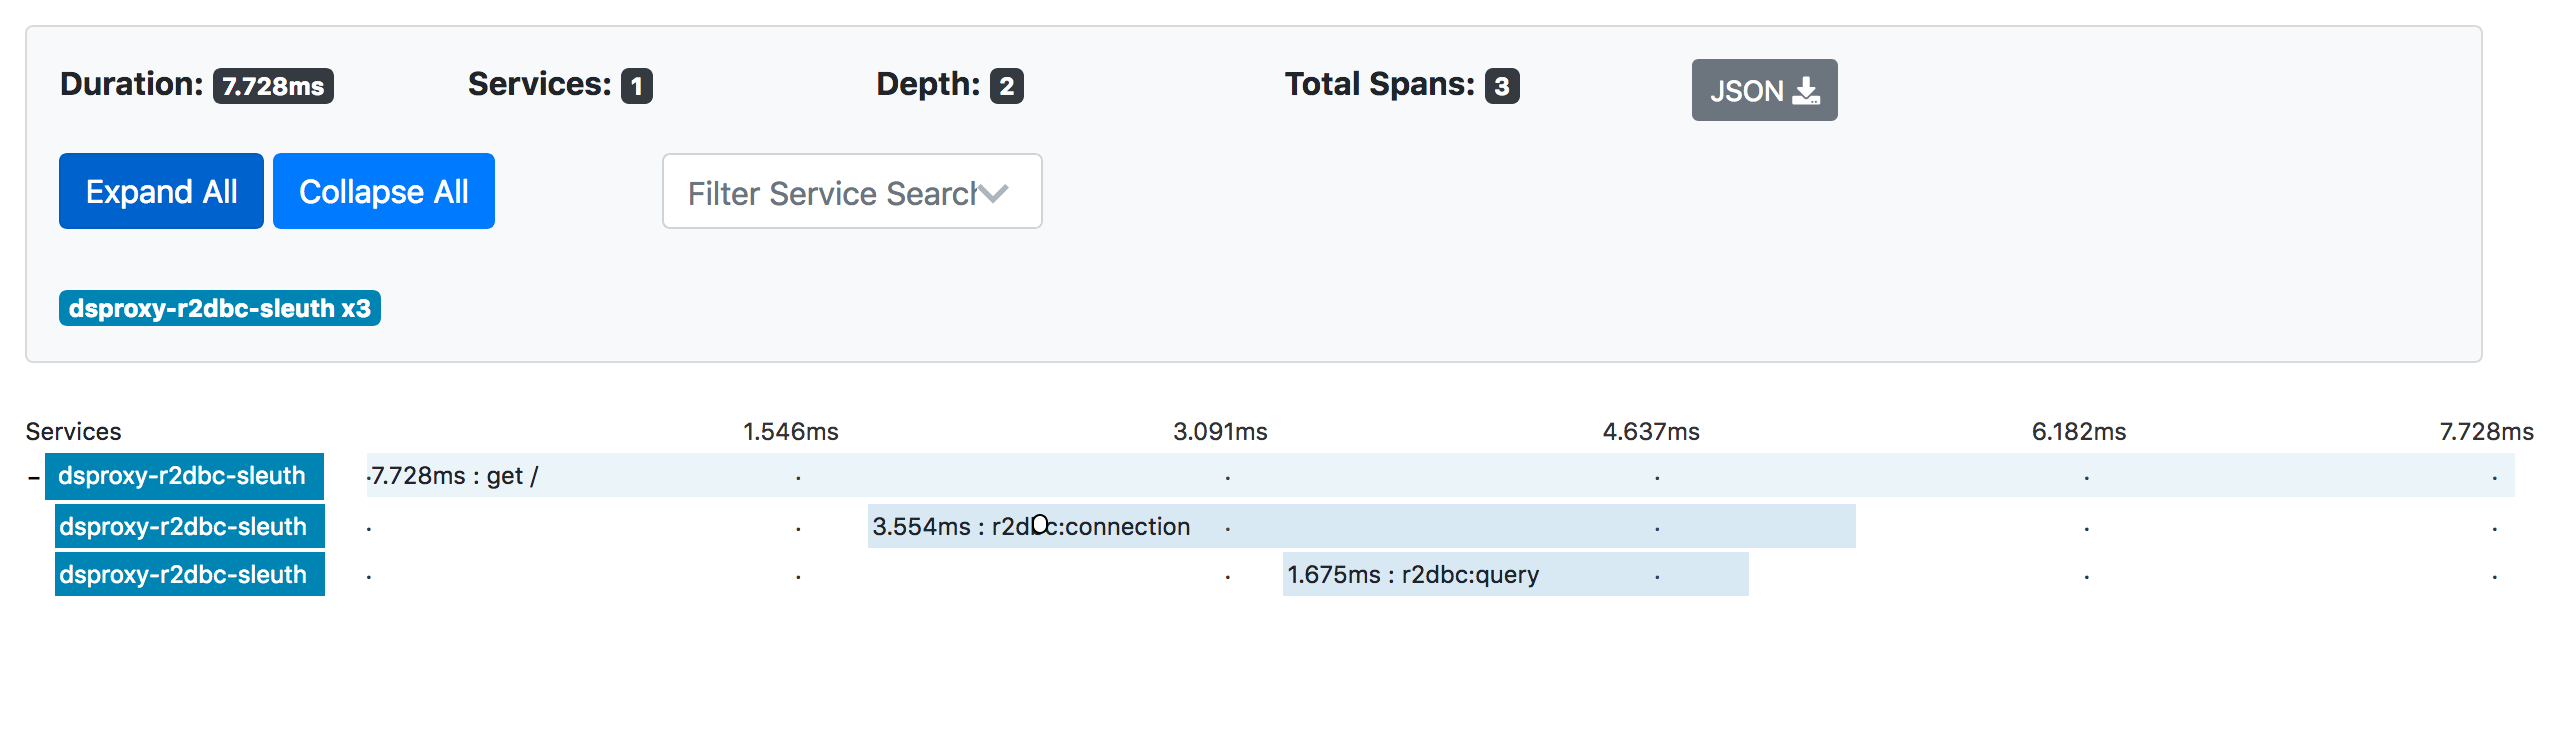 Duration: 7.728ms Services: 1 Depth: 2 Total Spans: 3 JSON
Expand All Collapse All Filter Service Search
dsproxy-r2dbc-sleuth x3
Services 1.546ms 3.091ms 4.637ms 6.182ms 7.728ms
- dsproxy-r2dbc-sleuth 7.728ms : get /
dsproxy-r2dbc-sleuth 3.554ms : r2dbc:connection
dsproxy-r2dbc-sleuth 1.675ms : r2dbc:query